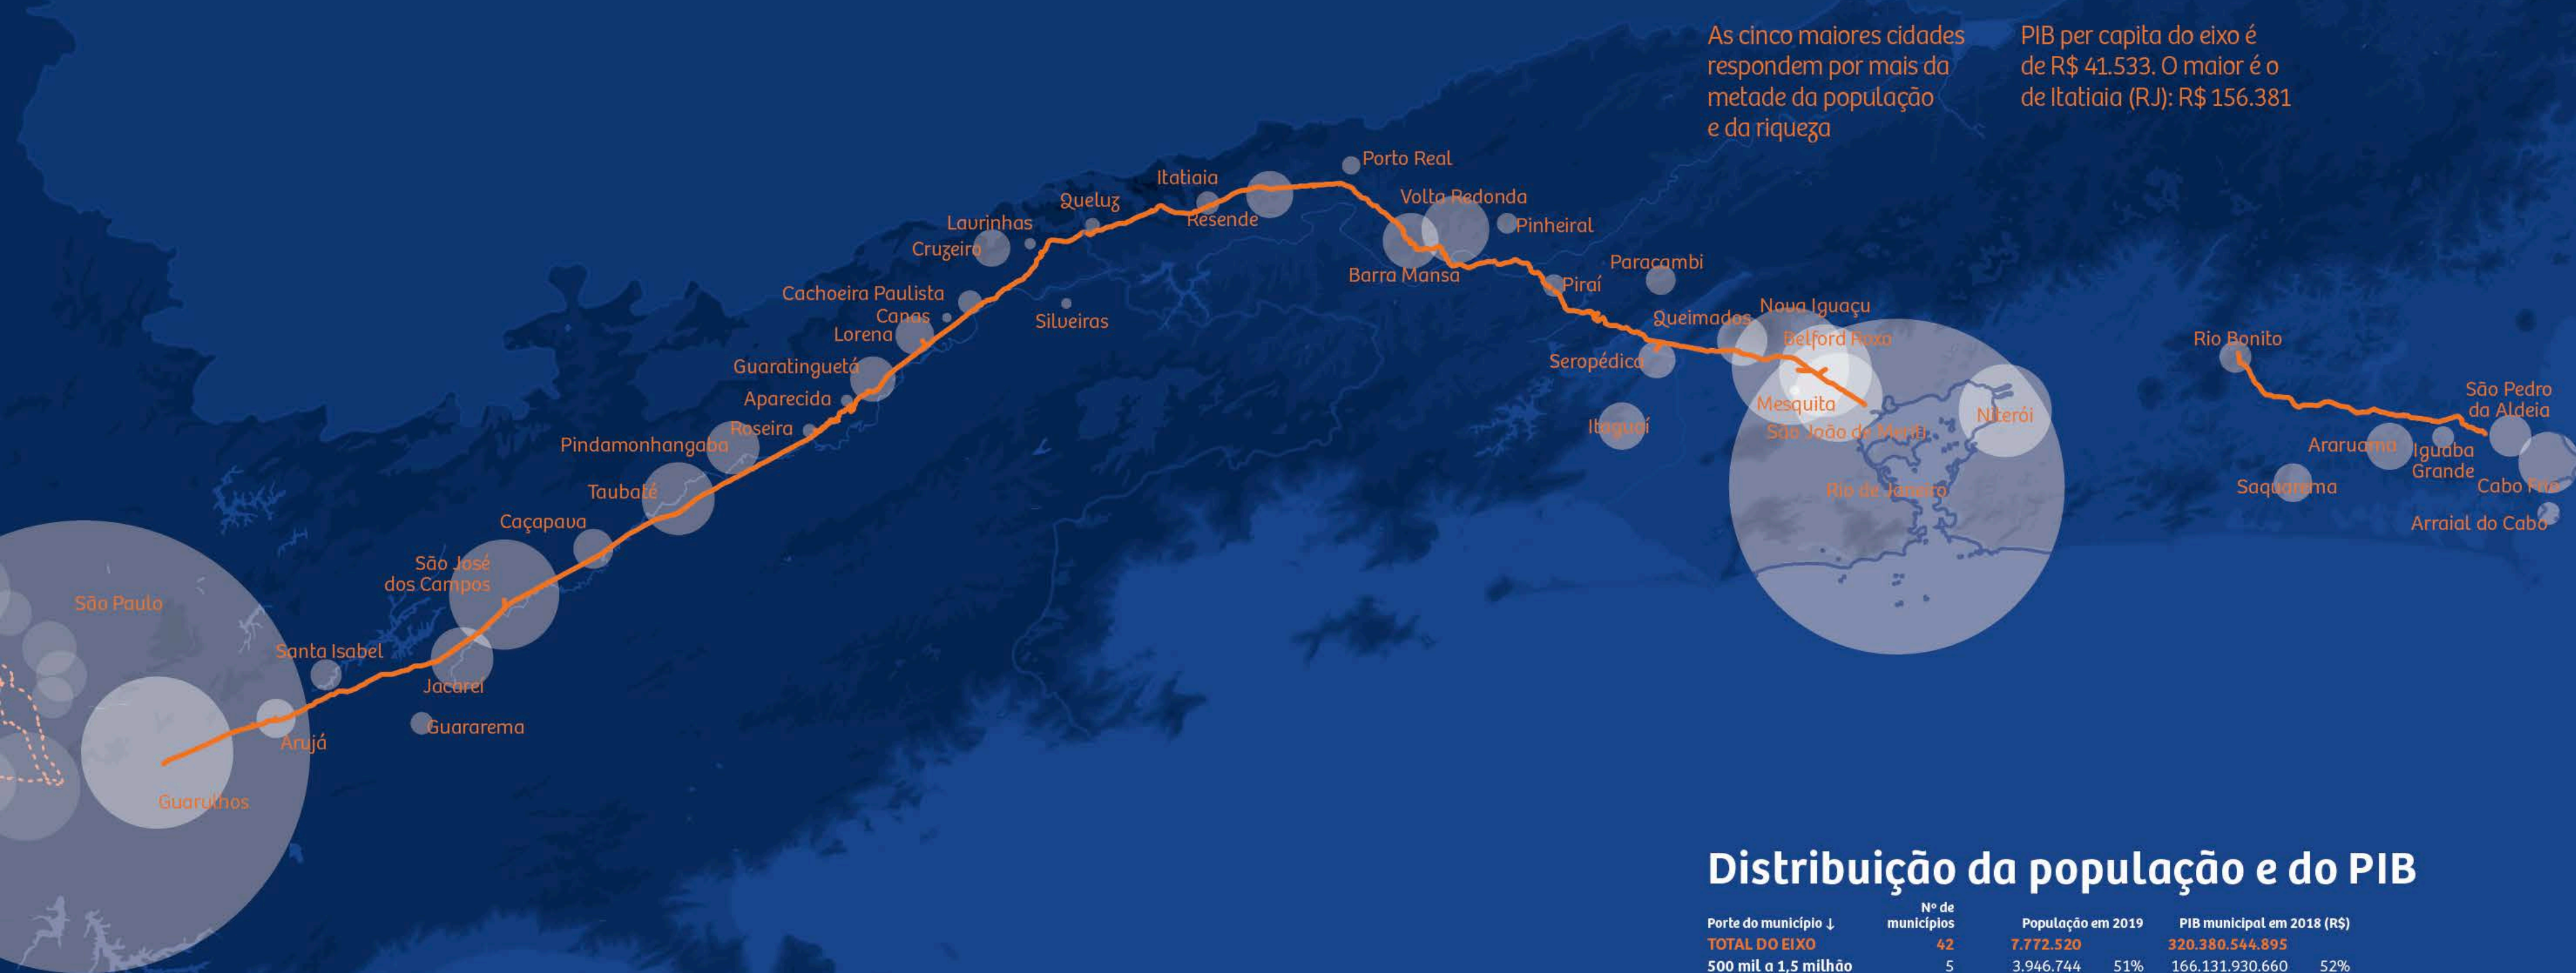 As cinco maiores cidades
respondem por mais da
metade da população
e da riqueza
PIB per capita do eixo é
de R$ 41.533. O maior é o
de Itatiaia (RJ): R$ 156.381
Porto Real
Itatiaia
Volta Redonda
Queluz
Resende
Lavrinhas
Pinheiral
Cruzeiro
Paracambi
Barra Mansa
Piraí
Cachoeira Paulista
Nova Iguaçu
Canas
Silveiras
Queimados
Lorena
Belford Roxo
Rio Bonito
Seropédica
Guaratinguetá
São Pedro
da Aldeia
Aparecida
Mesquita
Niterói
Itaguaí
Roseira
São João de Meriti
Pindamonhangaba
Araruama
Iguaba
Grande
Saquarema
Cabo Frio
Taubaté
Rio de Janeiro
Caçapava
Arraial do Cabo
São José
dos Campos
São Paulo
Santa Isabel
Jacareí
Guararema
Arujá
Guarulhos
Distribuição da população e do PIB
Porte do município ↓ Nº de municípios População em 2019 PIB municipal em 2018 (R$)
TOTAL DO EIXO 42 7.772.520 320.380.544.895
500 mil a 1,5 milhão 5 3.946.744 51% 166.131.930.660 52%